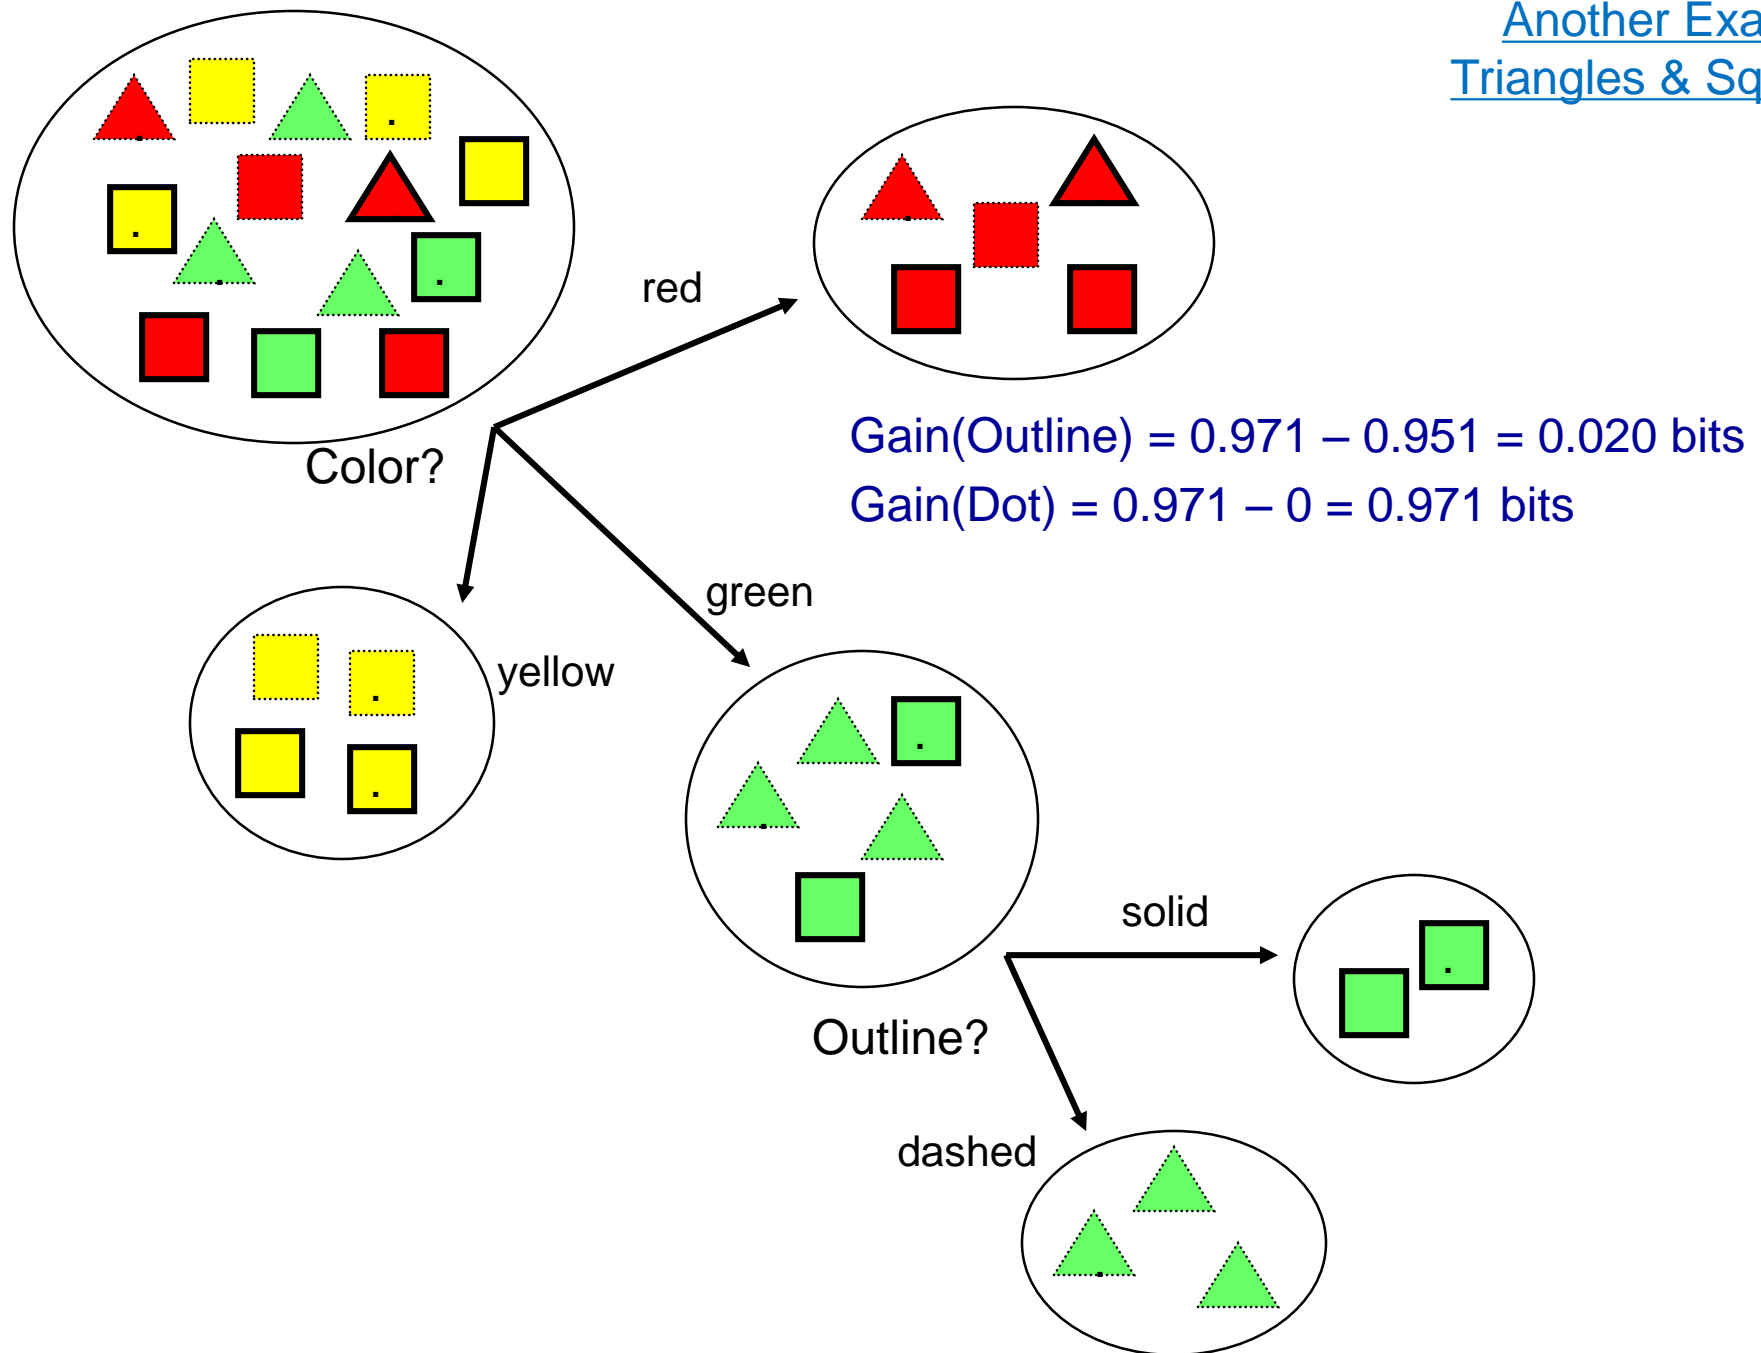 Another Exa
Triangles & Sq
red
Gain(Outline) = 0.971 – 0.951 = 0.020 bits
Color?
Gain(Dot) = 0.971 – 0 = 0.971 bits
green
yellow
solid
Outline?
dashed